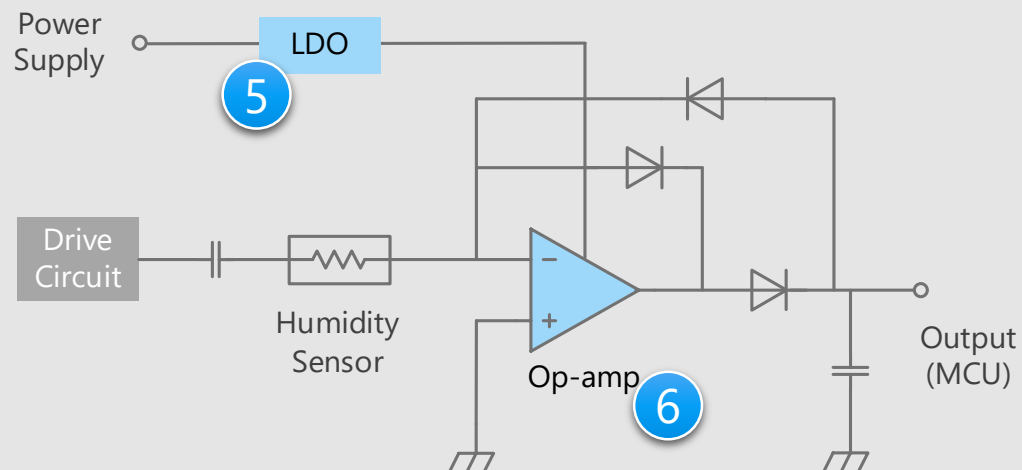 Power
Supply
LDO
5
Drive
Circuit
Humidity
Sensor
−
+
Op-amp
6
Output
(MCU)